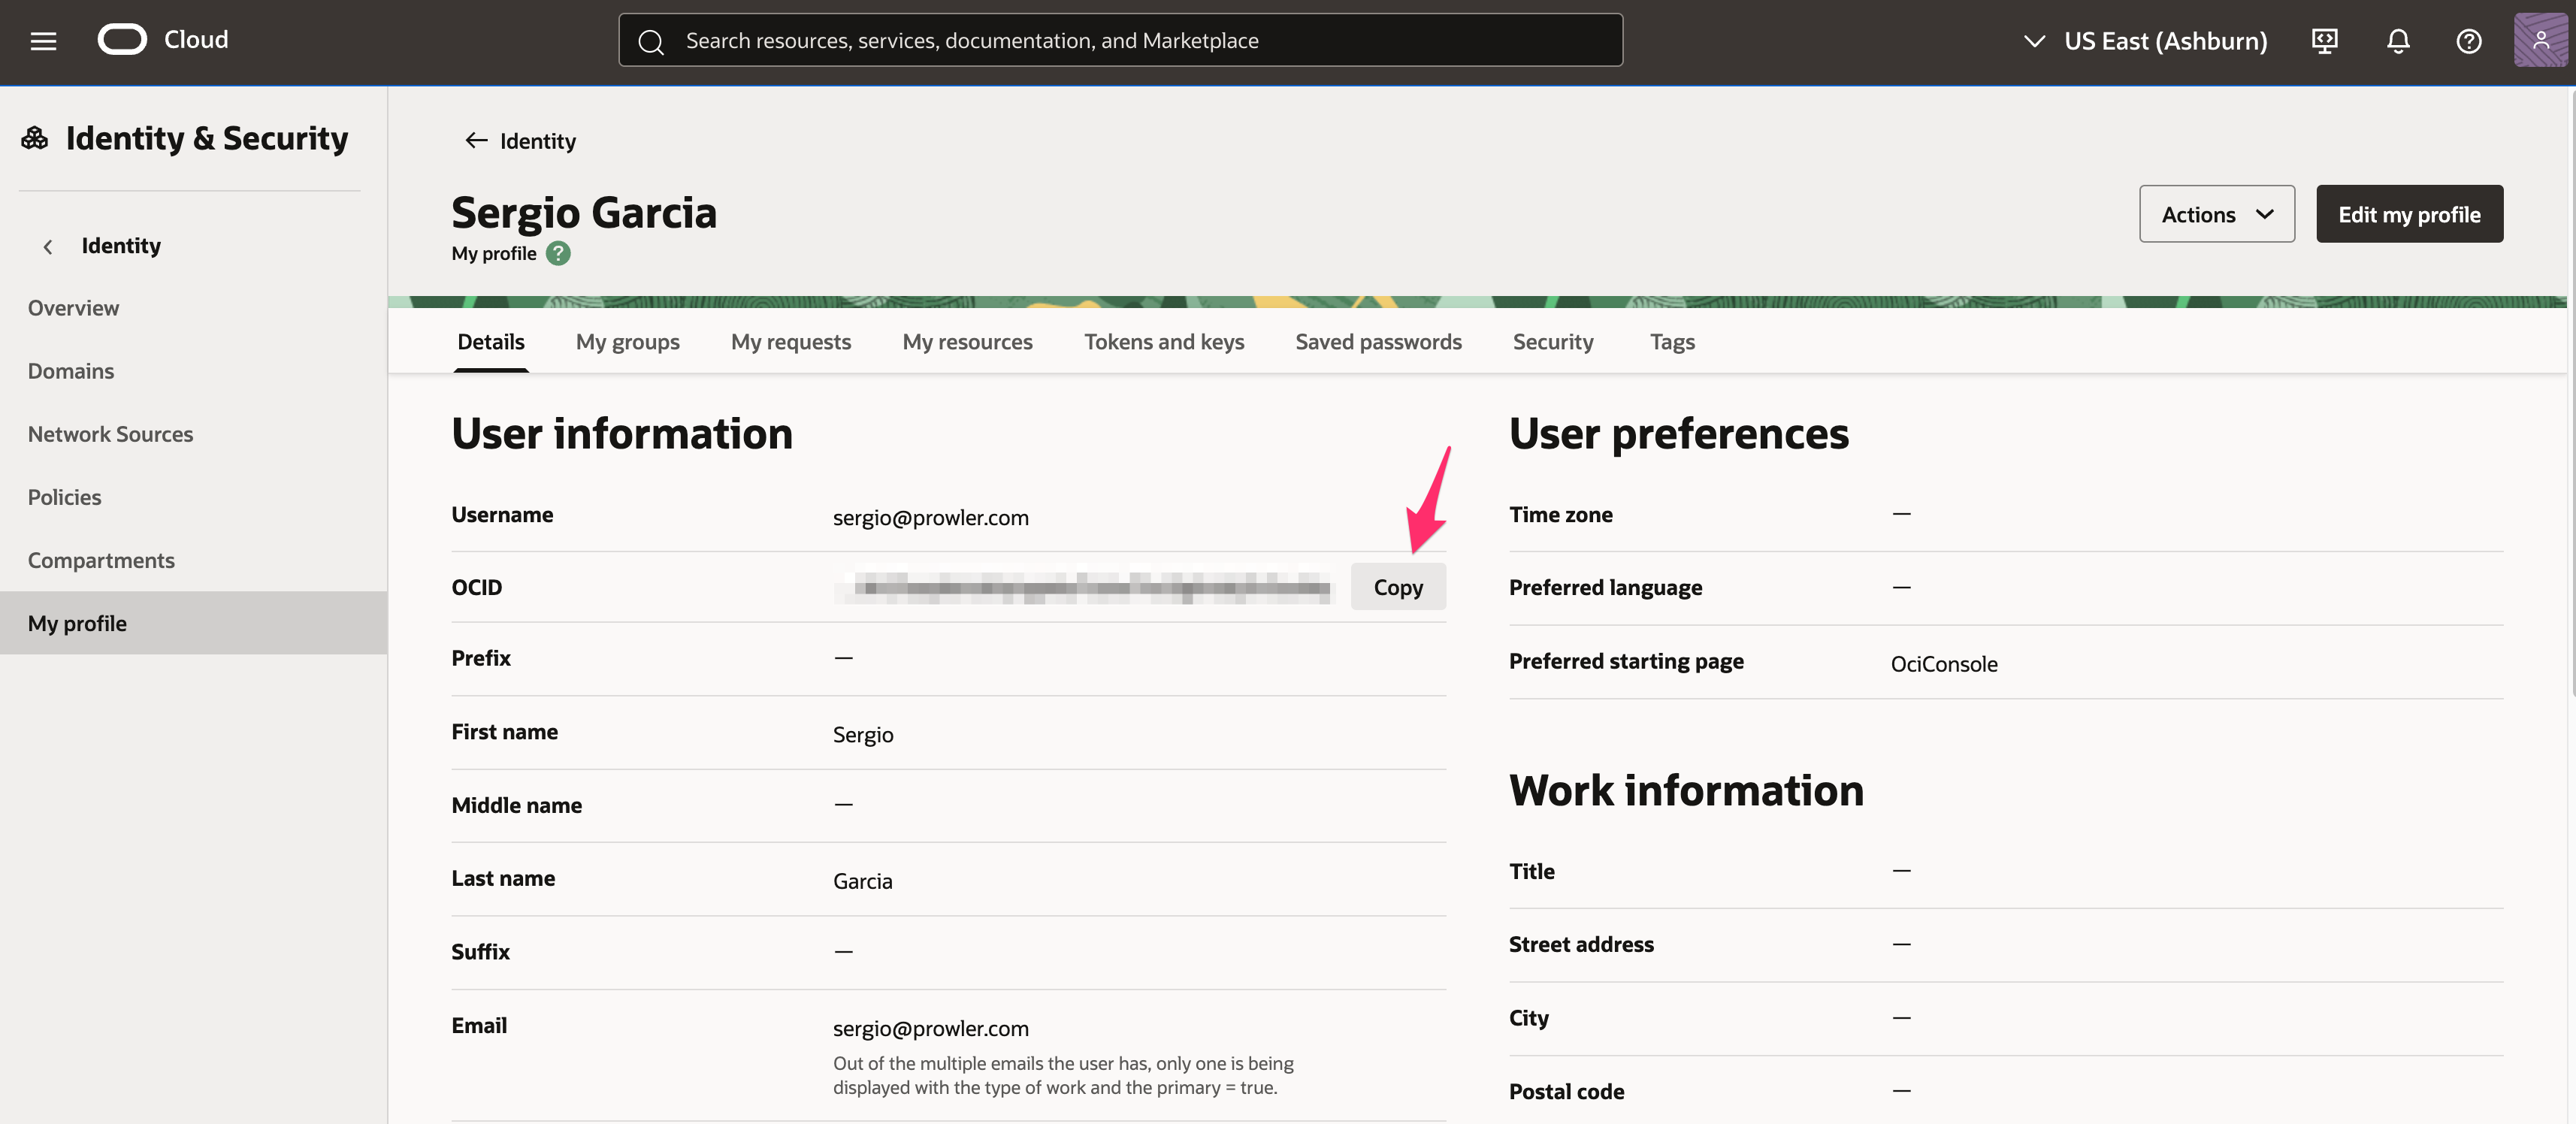 Cloud
Search resources, services, documentation, and Marketplace
US East (Ashburn)
Identity & Security
Identity
Overview
Domains
Network Sources
Policies
Compartments
My profile
Identity
Sergio Garcia
My profile ?
Actions
Edit my profile
Details My groups My requests My resources Tokens and keys Saved passwords Security Tags
User information
Username sergio@prowler.com
OCID Copy
Prefix —
First name Sergio
Middle name —
Last name Garcia
Suffix —
Email sergio@prowler.com
Out of the multiple emails the user has, only one is being
displayed with the type of work and the primary = true.
User preferences
Time zone —
Preferred language —
Preferred starting page OciConsole
Work information
Title —
Street address —
City —
Postal code —